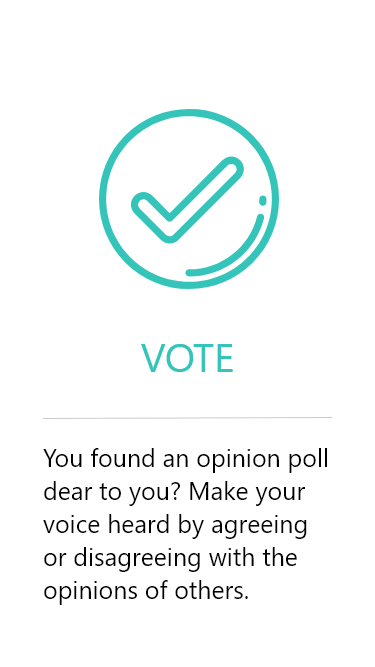 VOTE
You found an opinion poll
dear to you? Make your
voice heard by agreeing
or disagreeing with the
opinions of others.